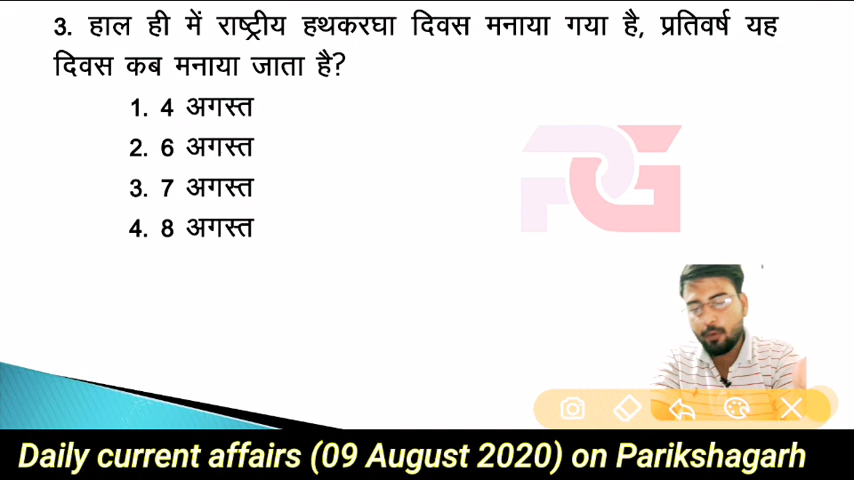 3. हाल ही में राष्ट्रीय हथकरघा दिवस मनाया गया है, प्रतिवर्ष यह
दिवस कब मनाया जाता है?
1. 4 अगस्त
2. 6 अगस्त
3. 7 अगस्त
4. 8 अगस्त
PG
Daily current affairs (09 August 2020) on Parikshagarh